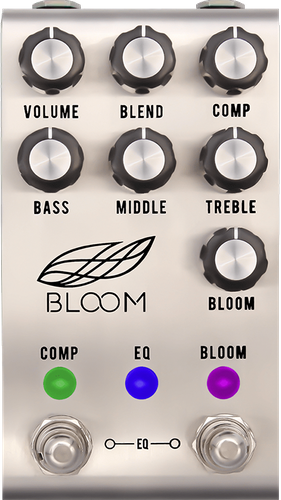 VOLUME BLEND COMP
BASS MIDDLE TREBLE
BLOOM
BLOOM
COMP EQ BLOOM
EQ